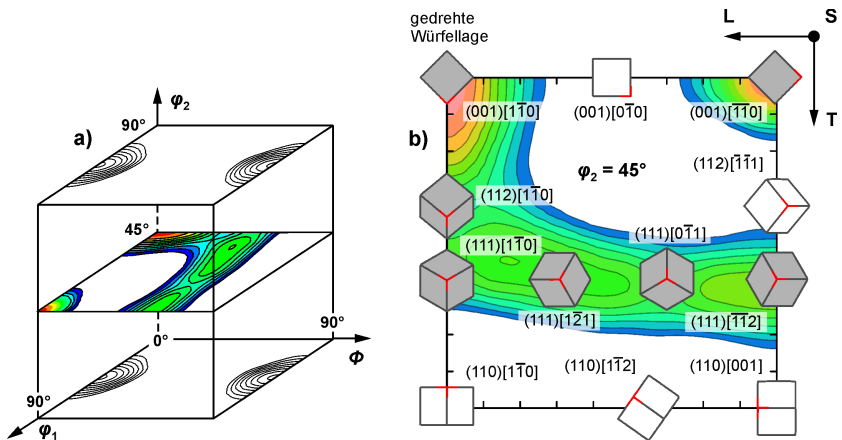 gedrehte
Würfellage
L
S
T
a)
φ₂
90°
45°
0°
90°
Φ
90°
φ₁
b)
(001)[11̅0]
(001)[01̅0]
(001)[1̅1̅0]
φ₂ = 45°
(112)[1̅1̅1]
(112)[11̅0]
(111)[01̅1]
(111)[11̅0]
(111)[12̅1]
(111)[1̅1̅2]
(110)[11̅0]
(110)[11̅2]
(110)[001]